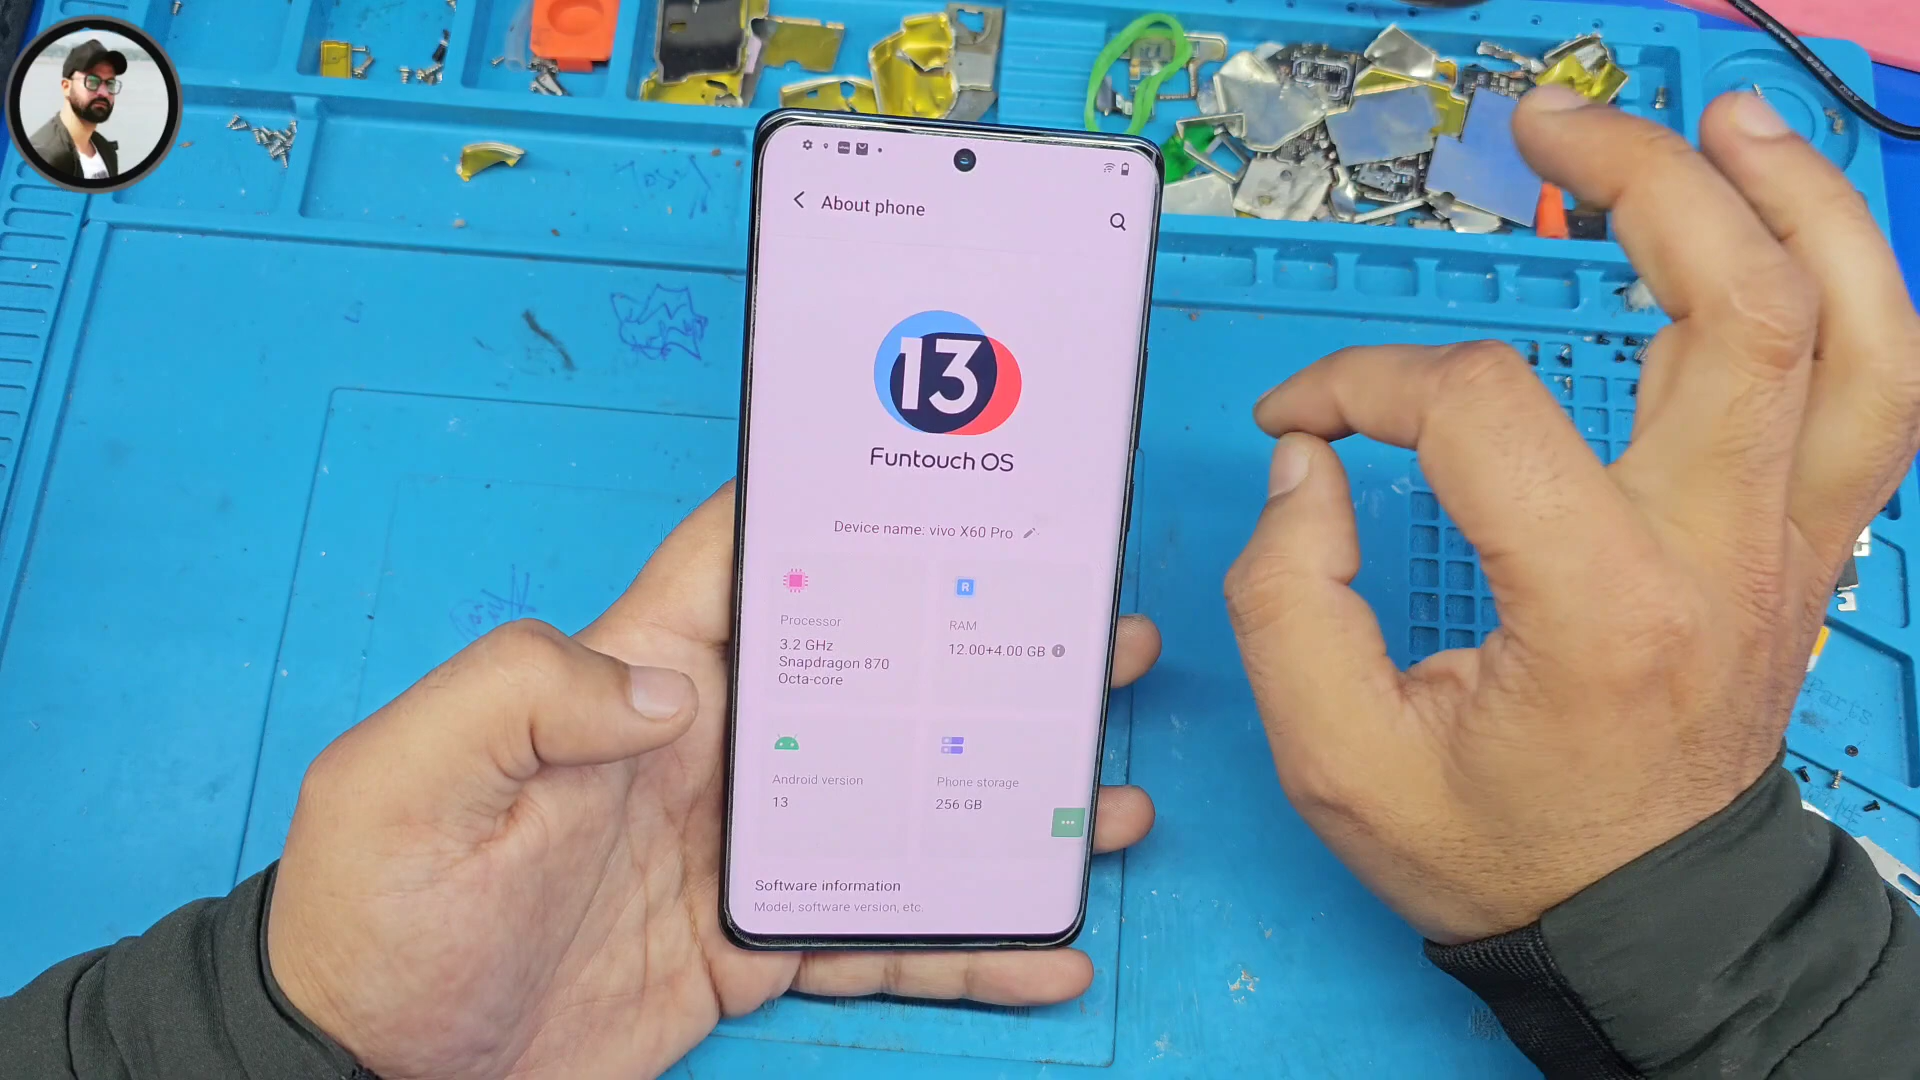 About phone
13
Funtouch OS
Device name: vivo X60 Pro
Processor
3.2 GHz
Snapdragon 870
Octa-core
R
RAM
12.00+4.00 GB
Android version
13
Phone storage
256 GB
Software information
Model, software version, etc.
Parts